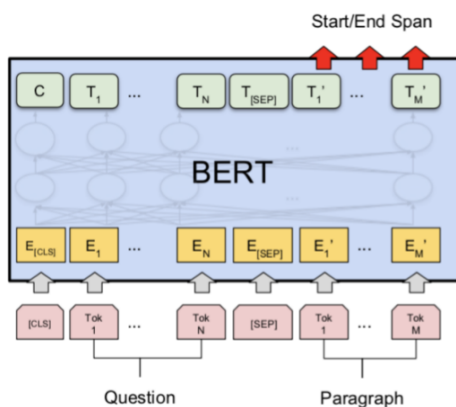 Start/End Span
C T1 ... TN T[SEP] T1' ... TM'
...
BERT
...
E[CLS] E1 ... EN E[SEP] E1' ... EM'
[CLS] Tok 1 ... Tok N [SEP] Tok 1 ... Tok M
Question Paragraph